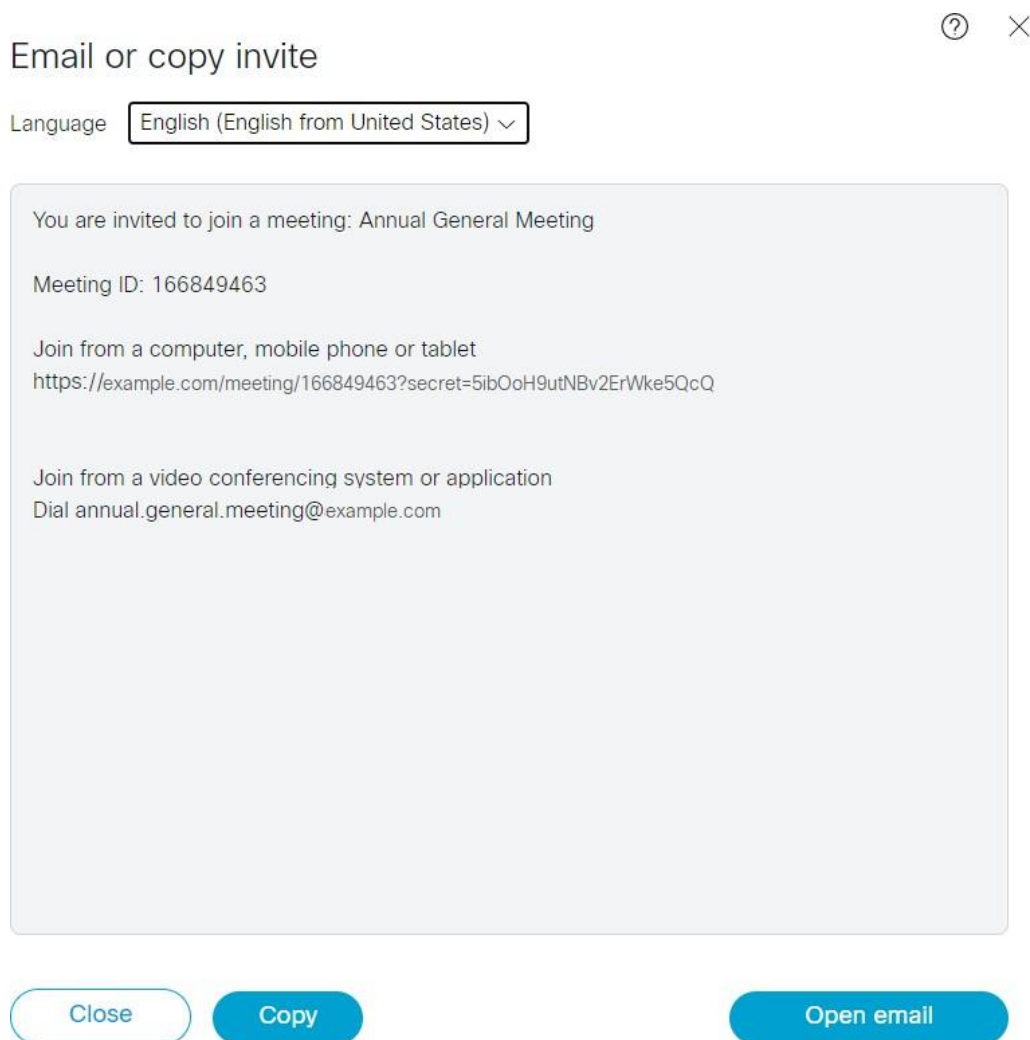 Email or copy invite
Language English (English from United States)
You are invited to join a meeting: Annual General Meeting
Meeting ID: 166849463
Join from a computer, mobile phone or tablet
https://example.com/meeting/166849463?secret=5ibOoH9utNBv2ErWke5QcQ
Join from a video conferencing system or application
Dial annual.general.meeting@example.com
Close Copy Open email